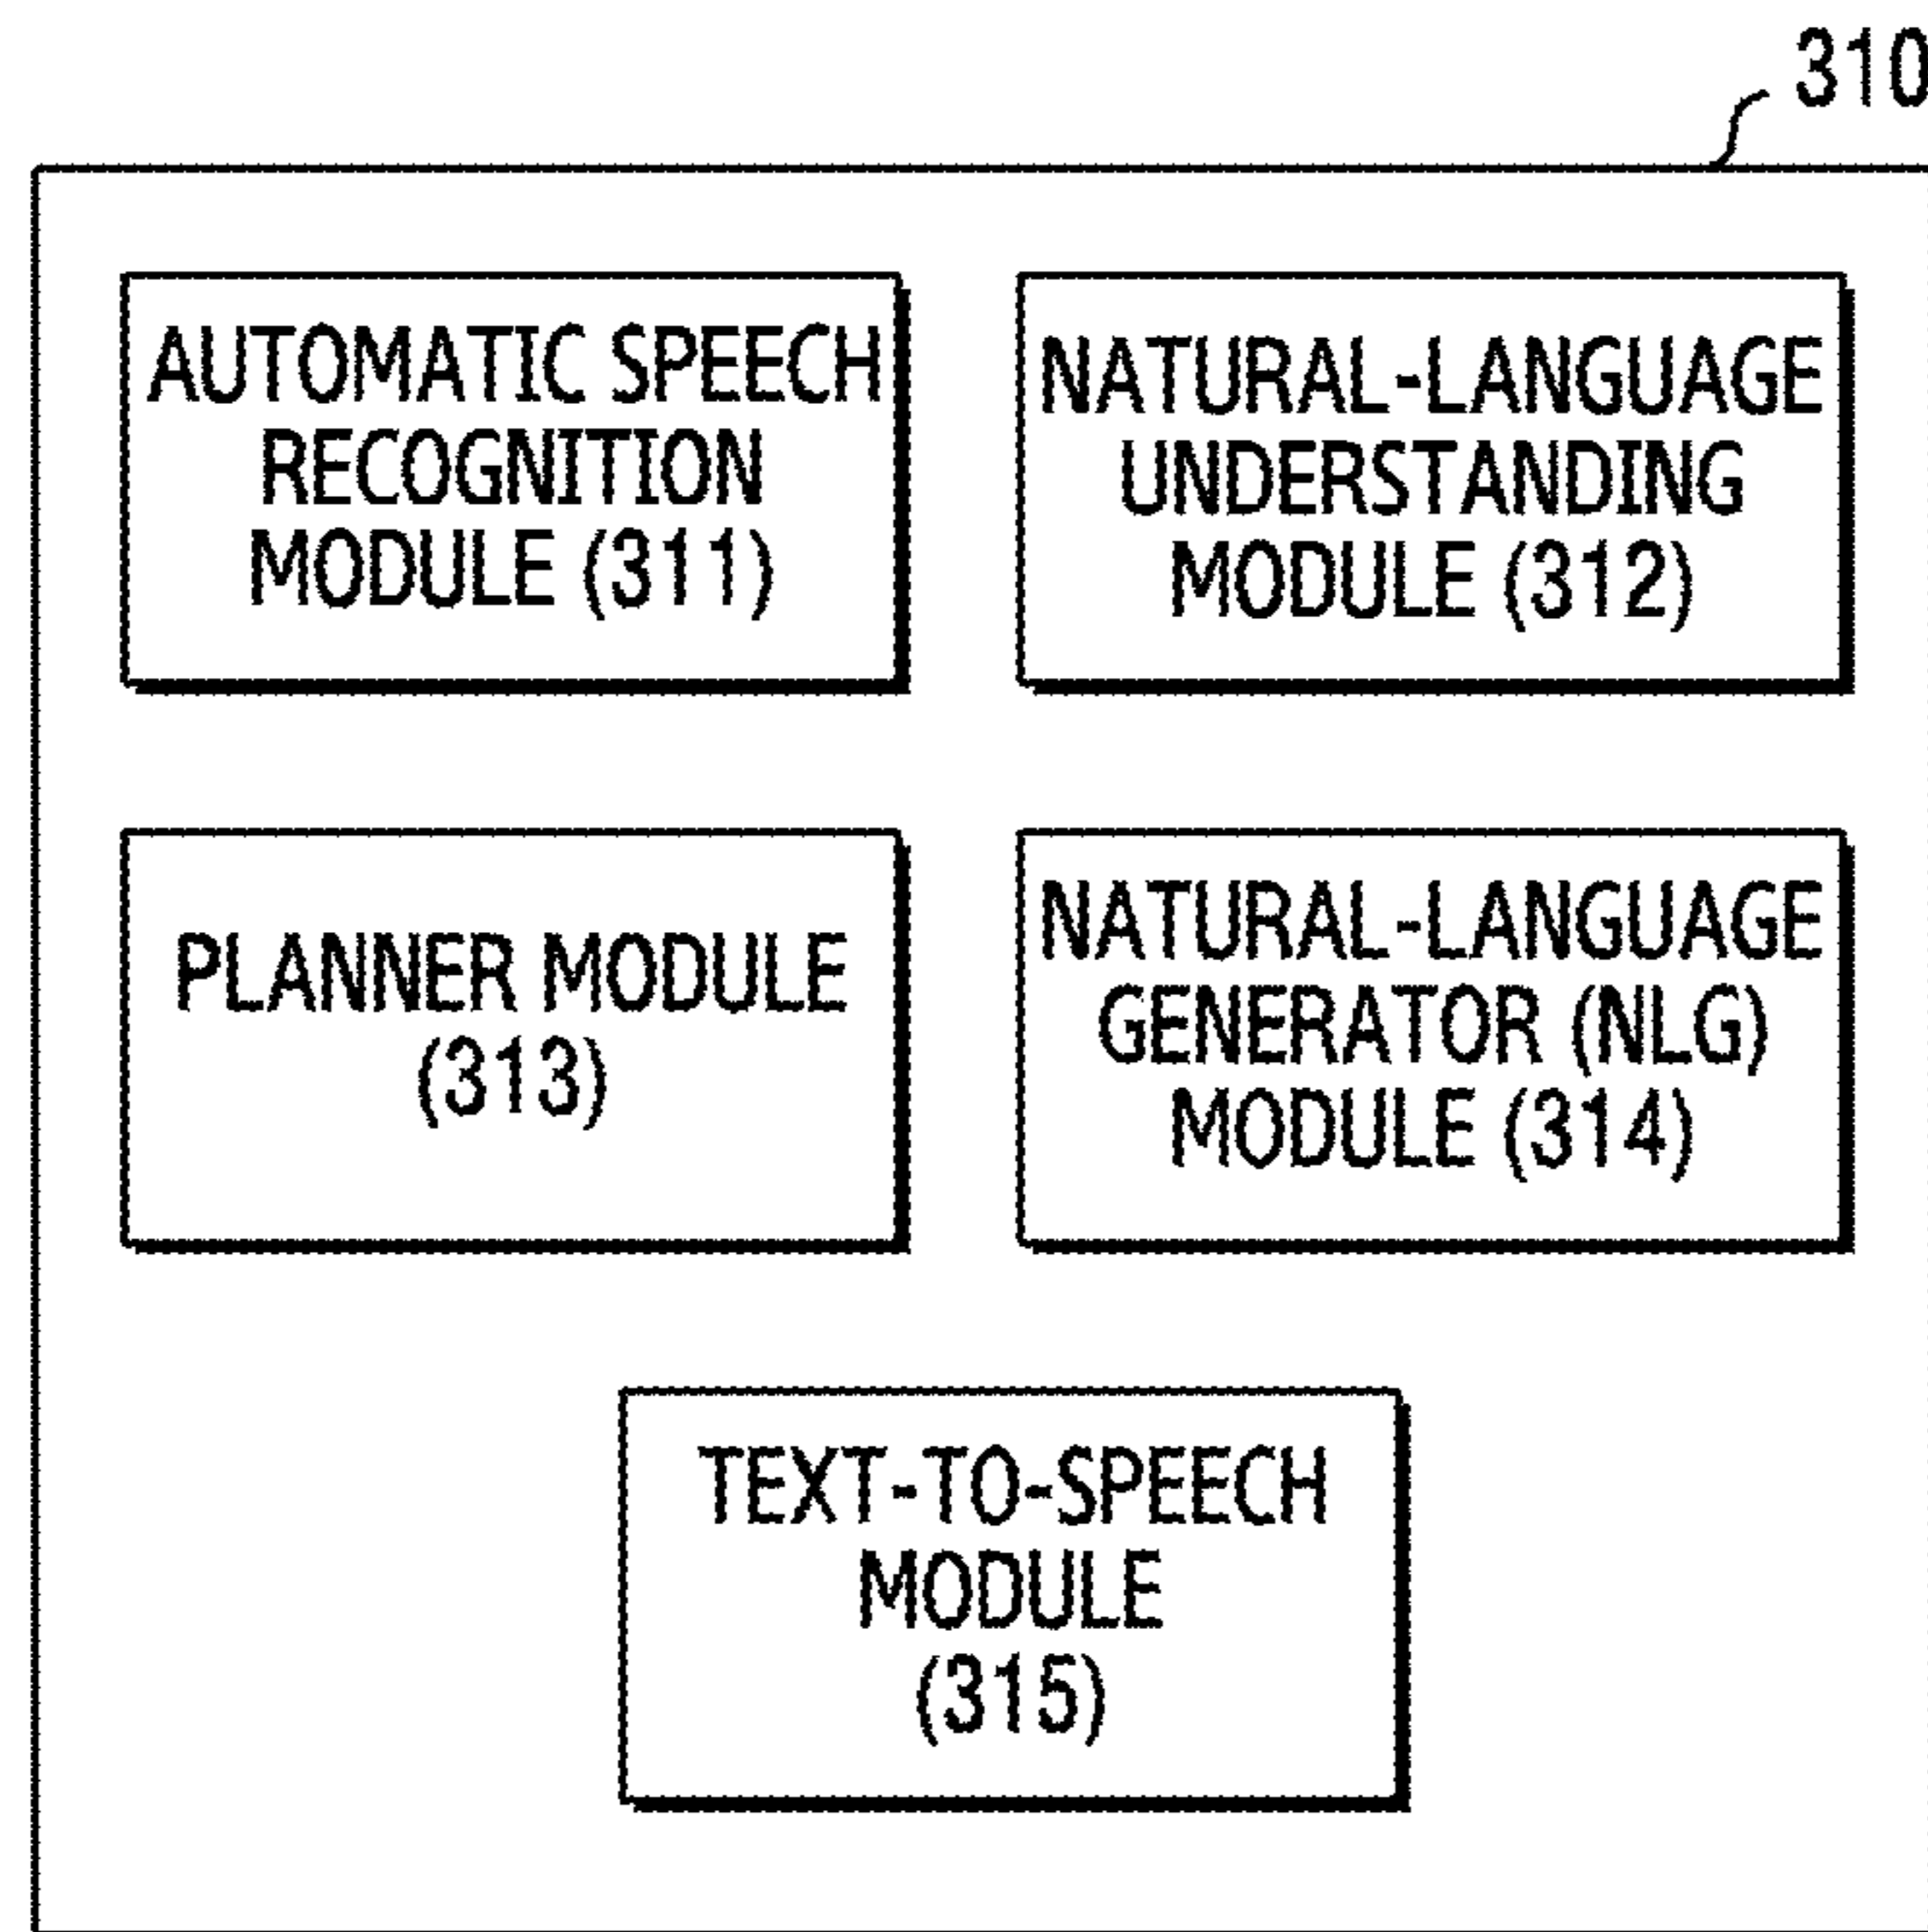 310
AUTOMATIC SPEECH
RECOGNITION
MODULE (311)
NATURAL-LANGUAGE
UNDERSTANDING
MODULE (312)
PLANNER MODULE
(313)
NATURAL-LANGUAGE
GENERATOR (NLG)
MODULE (314)
TEXT-TO-SPEECH
MODULE
(315)